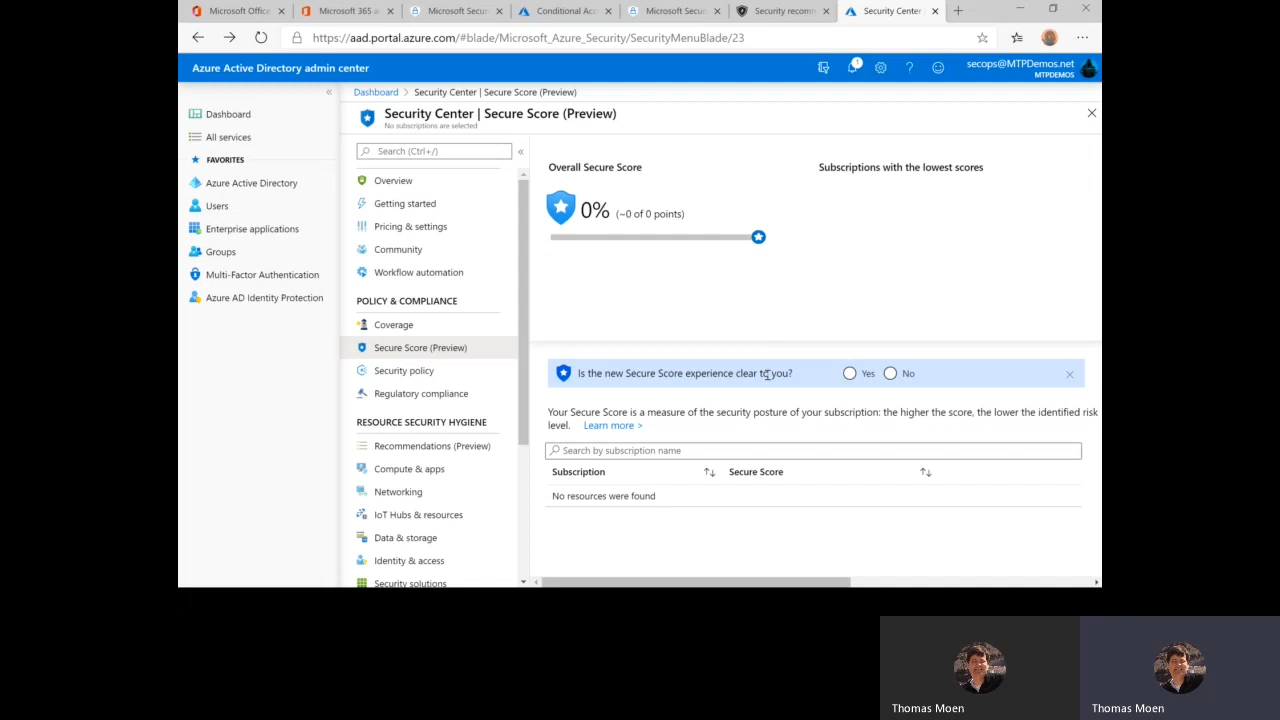 Microsoft Office
Microsoft 365 a
Microsoft Secur
Conditional Acc
Microsoft Secur
Security recomm
Security Center
https://aad.portal.azure.com/#blade/Microsoft_Azure_Security/SecurityMenuBlade/23
Azure Active Directory admin center
1
secops@MTPDemos.net
MTPDEMOS
Dashboard > Security Center | Secure Score (Preview)
Security Center | Secure Score (Preview)
No subscriptions are selected
Dashboard
All services
FAVORITES
Azure Active Directory
Users
Enterprise applications
Groups
Multi-Factor Authentication
Azure AD Identity Protection
Search (Ctrl+/)
Overview
Getting started
Pricing & settings
Community
Workflow automation
POLICY & COMPLIANCE
Coverage
Secure Score (Preview)
Security policy
Regulatory compliance
RESOURCE SECURITY HYGIENE
Recommendations (Preview)
Compute & apps
Networking
IoT Hubs & resources
Data & storage
Identity & access
Security solutions
Overall Secure Score
Subscriptions with the lowest scores
0% (~0 of 0 points)
Is the new Secure Score experience clear to you?
Yes
No
Your Secure Score is a measure of the security posture of your subscription: the higher the score, the lower the identified risk
level. Learn more >
Search by subscription name
Subscription
Secure Score
No resources were found
Thomas Moen
Thomas Moen